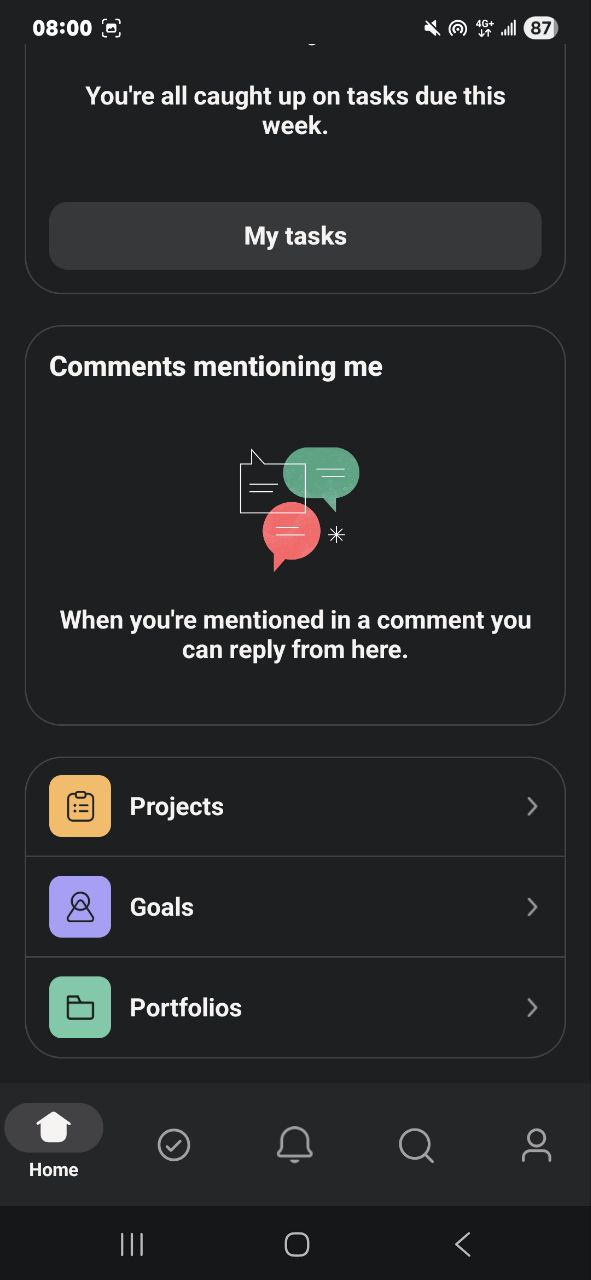 08:00
4G+
87
You're all caught up on tasks due this
week.
My tasks
Comments mentioning me
When you're mentioned in a comment you
can reply from here.
Projects
Goals
Portfolios
Home